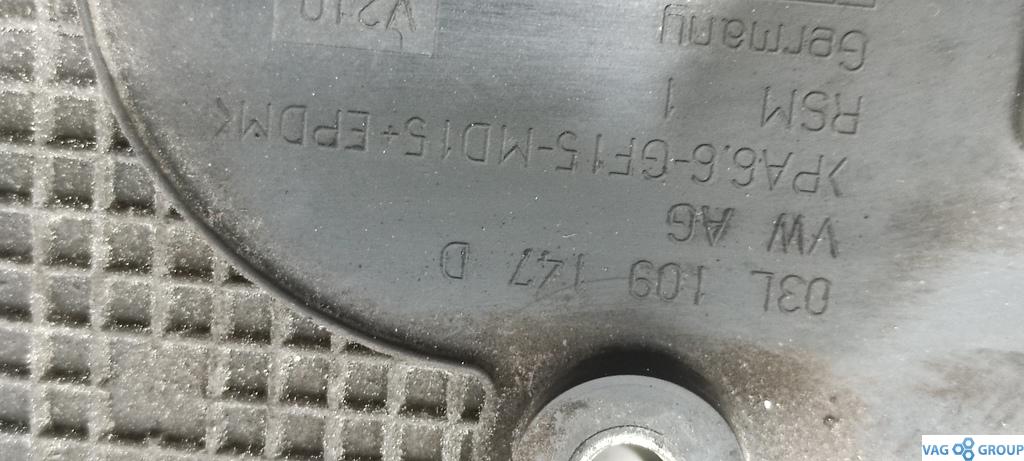 03L 109 147 D
VW AG
>PA6.6-GF15-MD15+EPDM<
RSM 1
Germany
V210
VAG GROUP